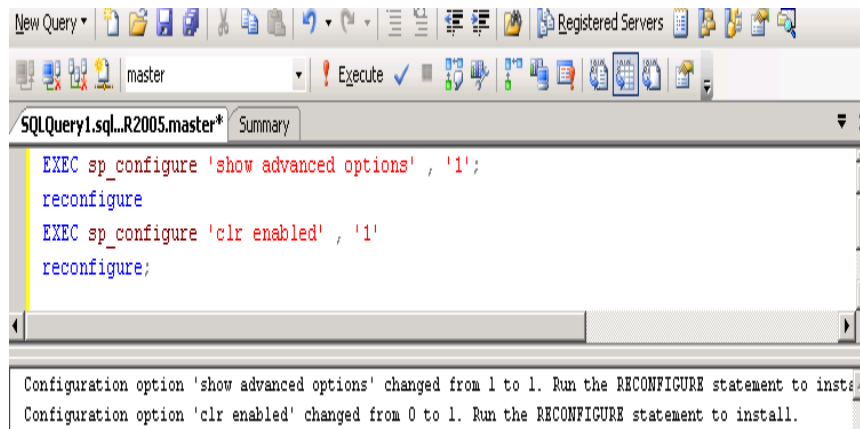 New Query
Registered Servers
master
Execute
SQLQuery1.sql...R2005.master*
Summary
EXEC sp_configure 'show advanced options' , '1';
reconfigure
EXEC sp_configure 'clr enabled' , '1'
reconfigure;
Configuration option 'show advanced options' changed from 1 to 1. Run the RECONFIGURE statement to insta
Configuration option 'clr enabled' changed from 0 to 1. Run the RECONFIGURE statement to install.